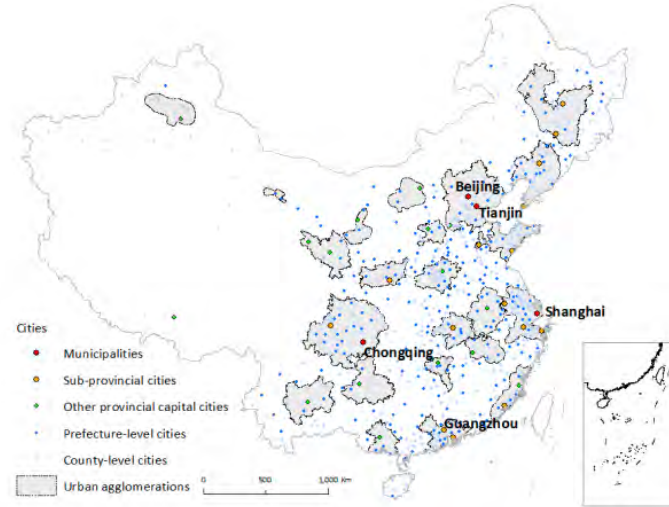 Beijing
Tianjin
Shanghai
Chongqing
Guangzhou
Cities
Municipalities
Sub-provincial cities
Other provincial capital cities
Prefecture-level cities
County-level cities
Urban agglomerations
0 500 1,000 Km